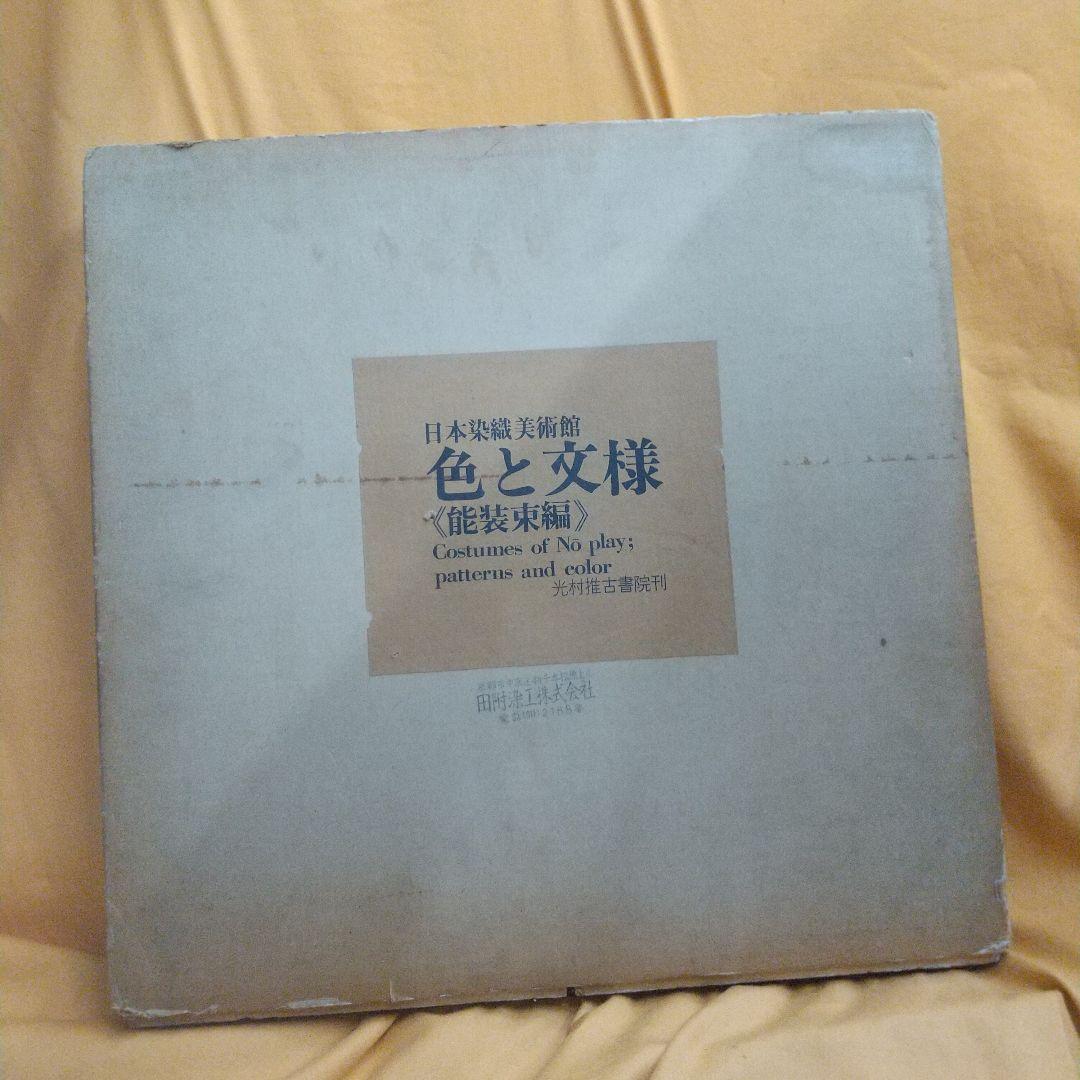 日本染織美術館
色と文様
《能装束編》
Costumes of Nō play;
patterns and color
光村推古書院刊
田附染工株式会社